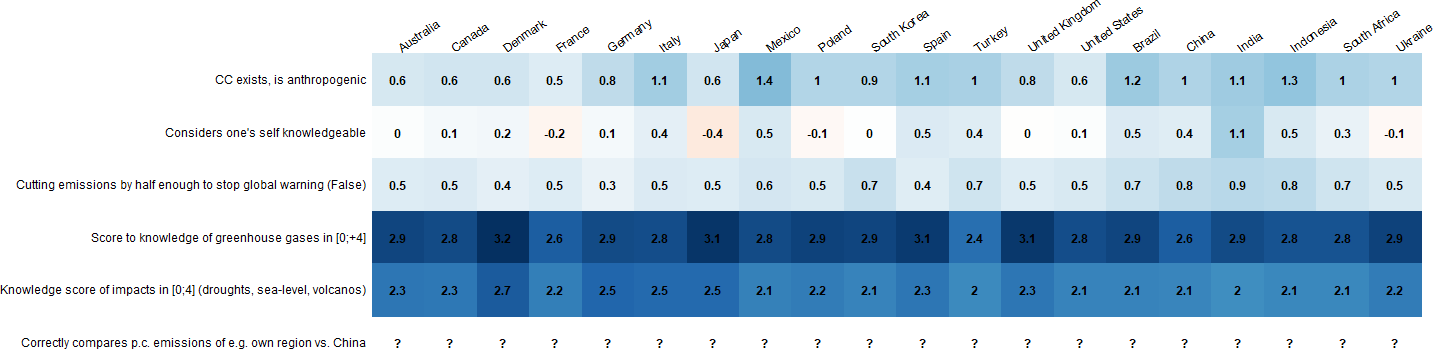 Australia Canada Denmark France Germany Italy Japan Mexico Poland South Korea Spain Turkey United Kingdom United States Brazil China India Indonesia South Africa Ukraine
CC exists, is anthropogenic 0.6 0.6 0.6 0.5 0.8 1.1 0.6 1.4 1 0.9 1.1 1 0.8 0.6 1.2 1 1.1 1.3 1 1
Considers one's self knowledgeable 0 0.1 0.2 -0.2 0.1 0.4 -0.4 0.5 -0.1 0 0.5 0.4 0 0.1 0.5 0.4 1.1 0.5 0.3 -0.1
Cutting emissions by half enough to stop global warning (False) 0.5 0.5 0.4 0.5 0.3 0.5 0.5 0.6 0.5 0.7 0.4 0.7 0.5 0.5 0.7 0.8 0.9 0.8 0.7 0.5
Score to knowledge of greenhouse gases in [0;+4] 2.9 2.8 3.2 2.6 2.9 2.8 3.1 2.8 2.9 2.9 3.1 2.4 3.1 2.8 2.9 2.6 2.9 2.8 2.8 2.9
Knowledge score of impacts in [0;4] (droughts, sea-level, volcanos) 2.3 2.3 2.7 2.2 2.5 2.5 2.5 2.1 2.2 2.1 2.3 2 2.3 2.1 2.1 2.1 2 2.1 2.1 2.2
Correctly compares p.c. emissions of e.g. own region vs. China ? ? ? ? ? ? ? ? ? ? ? ? ? ? ? ? ? ? ? ?